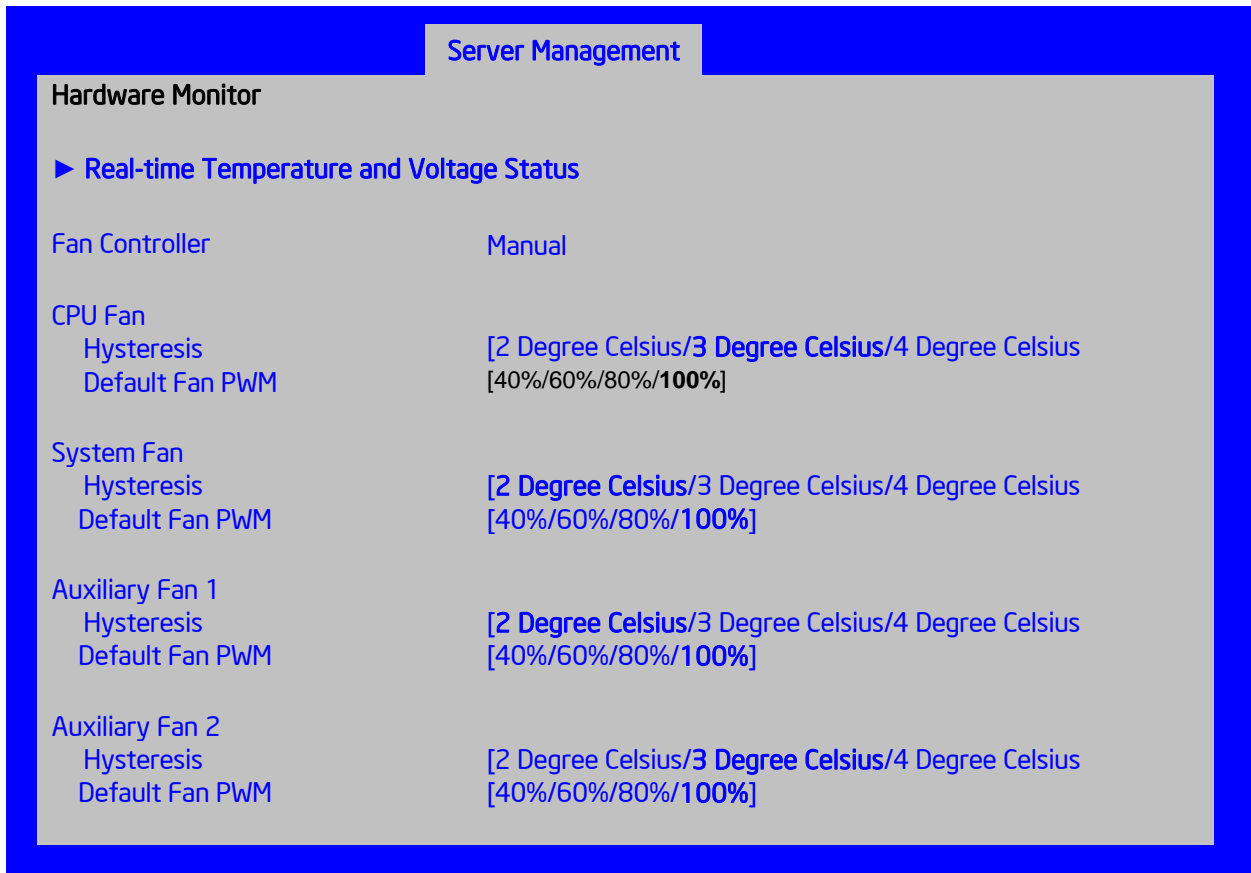 Server Management
Hardware Monitor
► Real-time Temperature and Voltage Status
Fan Controller Manual
CPU Fan
Hysteresis [2 Degree Celsius/3 Degree Celsius/4 Degree Celsius
Default Fan PWM [40%/60%/80%/100%]
System Fan
Hysteresis [2 Degree Celsius/3 Degree Celsius/4 Degree Celsius
Default Fan PWM [40%/60%/80%/100%]
Auxiliary Fan 1
Hysteresis [2 Degree Celsius/3 Degree Celsius/4 Degree Celsius
Default Fan PWM [40%/60%/80%/100%]
Auxiliary Fan 2
Hysteresis [2 Degree Celsius/3 Degree Celsius/4 Degree Celsius
Default Fan PWM [40%/60%/80%/100%]